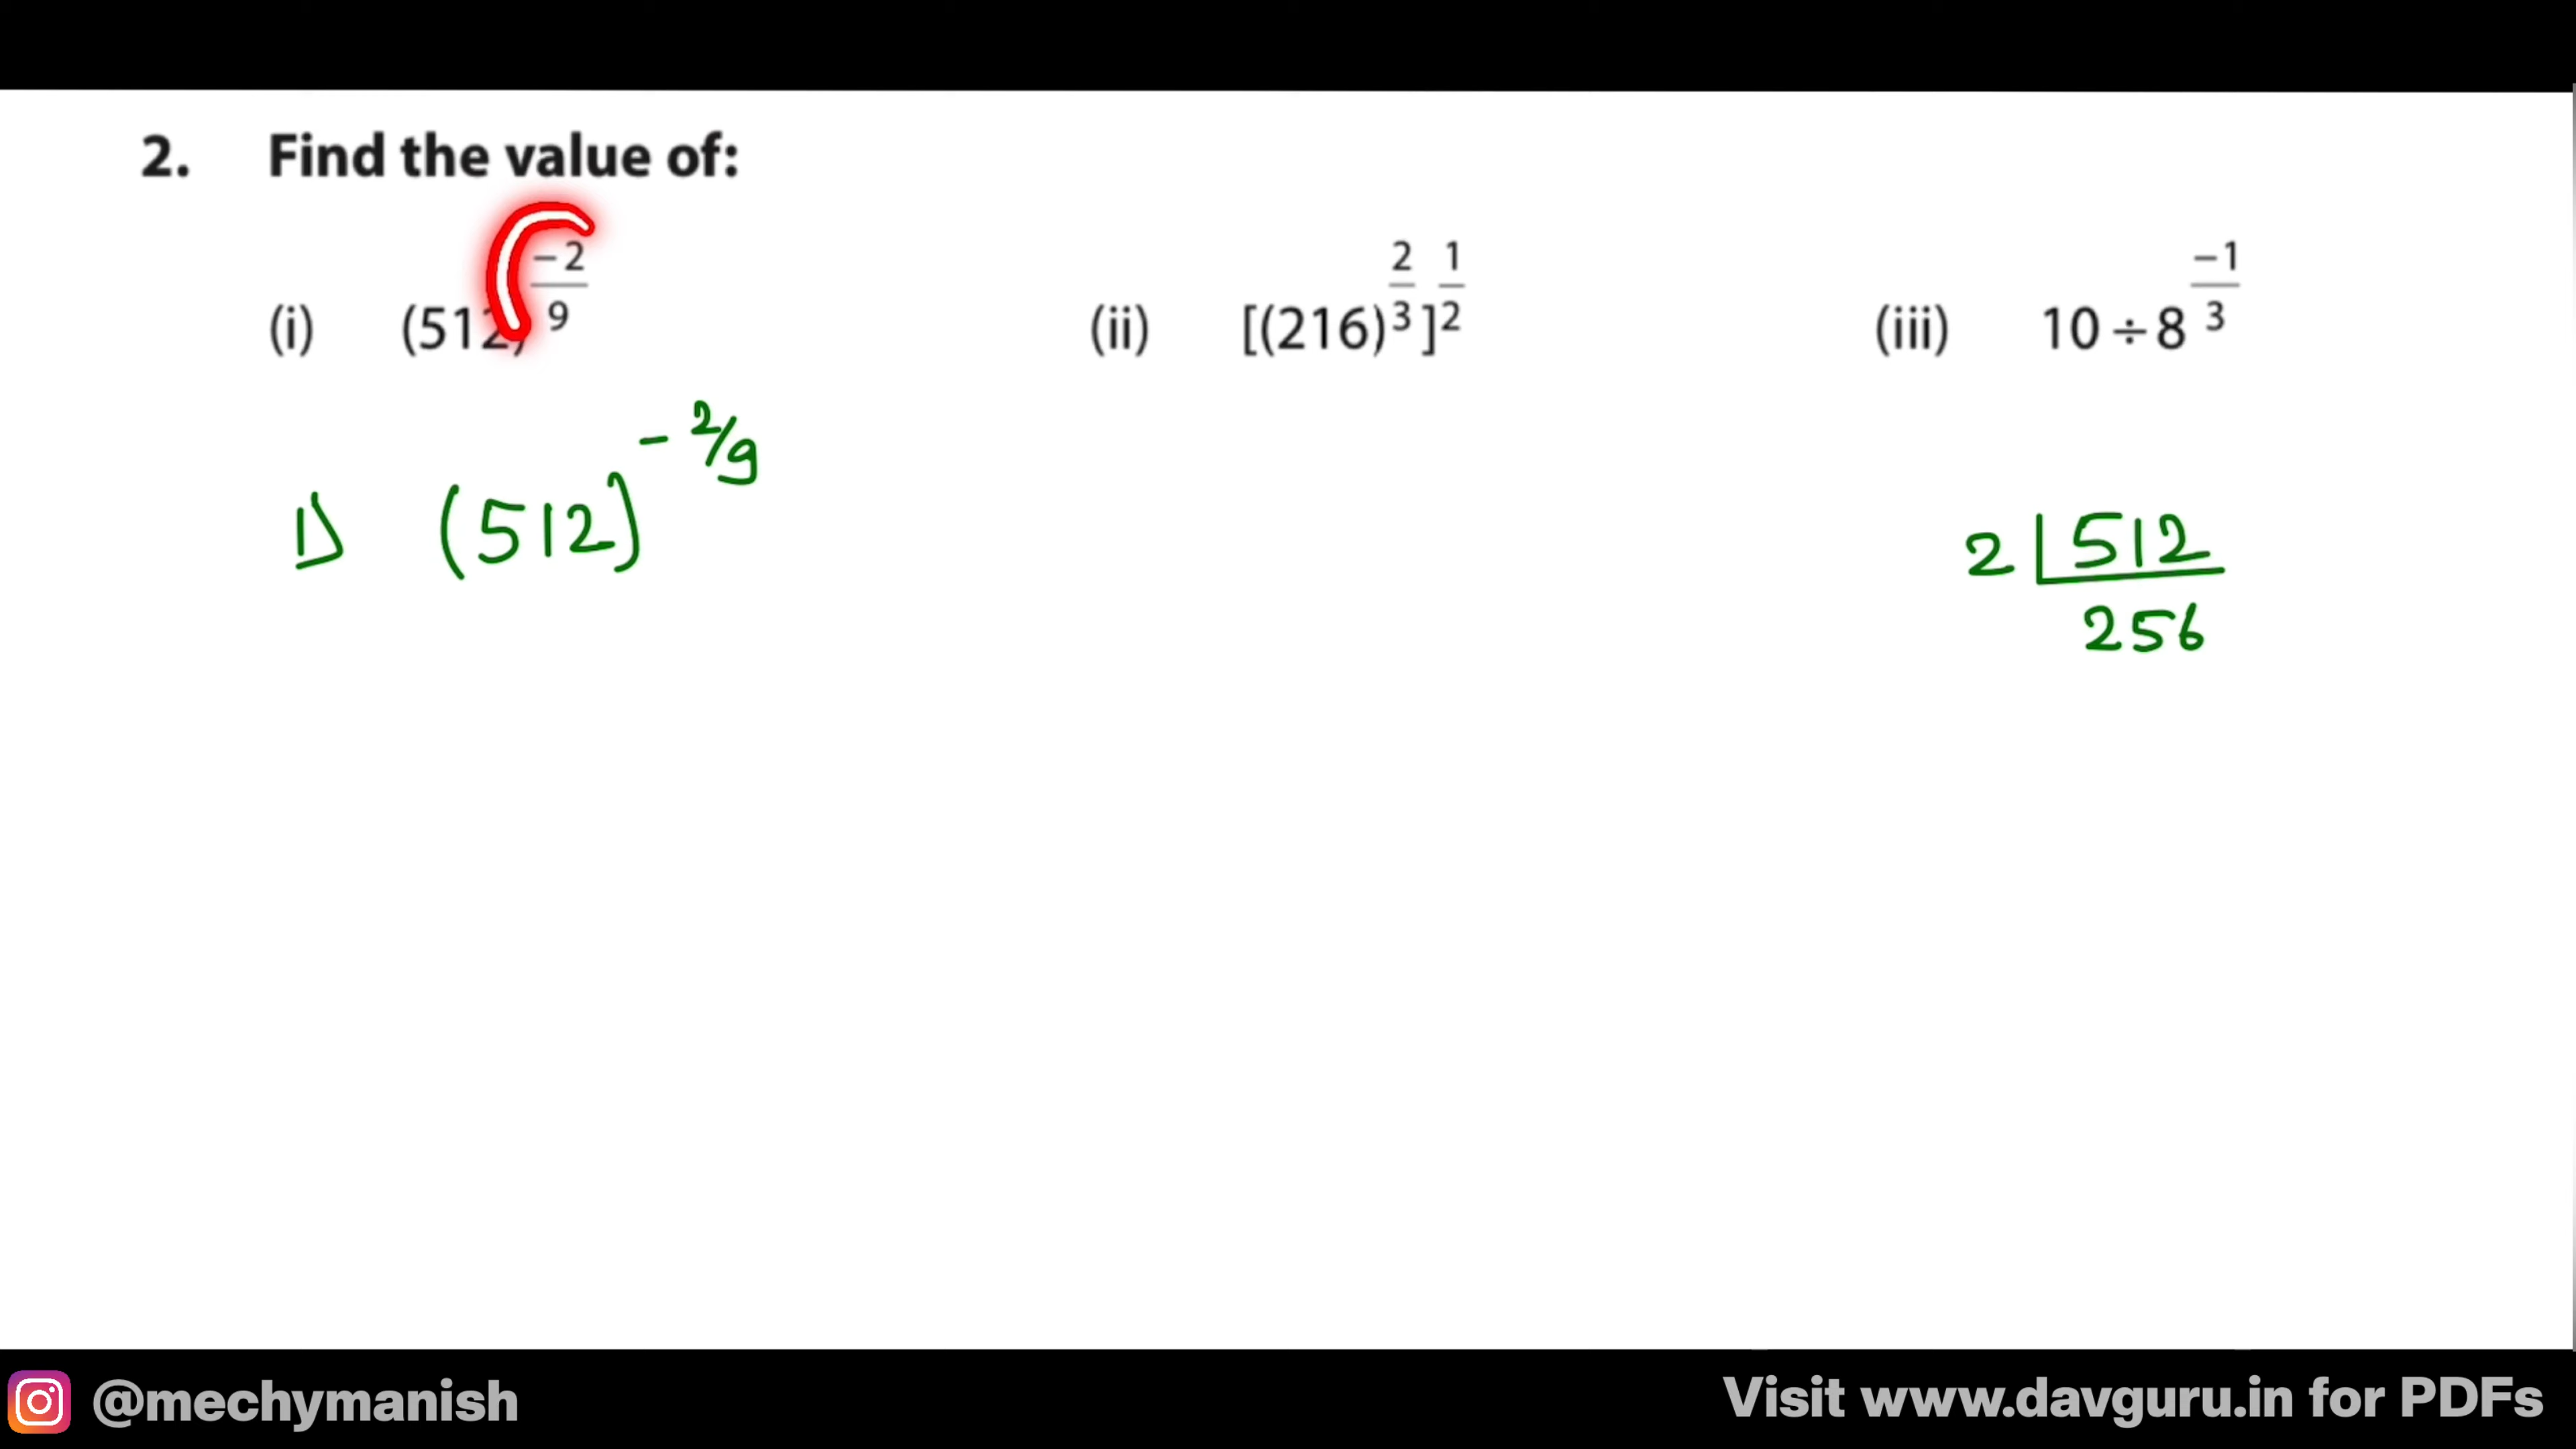 2. Find the value of:
(i) (512)^(-2/9) (ii) [(216)^(2/3)]^(1/2) (iii) 10÷8^(-1/3)
1) (512)^(-2/9)
2 | 512
256
@mechymanish Visit www.davguru.in for PDFs